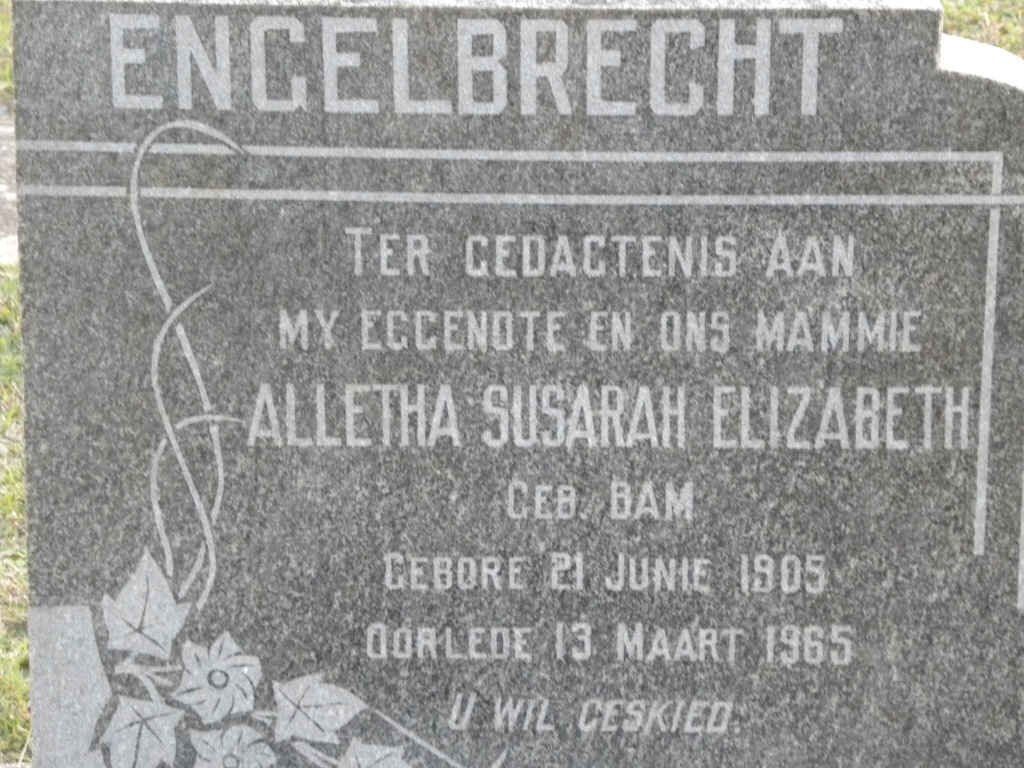 ENGELBRECHT
TER GEDAGTENIS AAN
MY EGGENOTE EN ONS MAMMIE
ALLETHA SUSARAH ELIZABETH
GEB. DAM
GEBORE 21 JUNIE 1905
OORLEDE 13 MAART 1965
U WIL GESKIED.